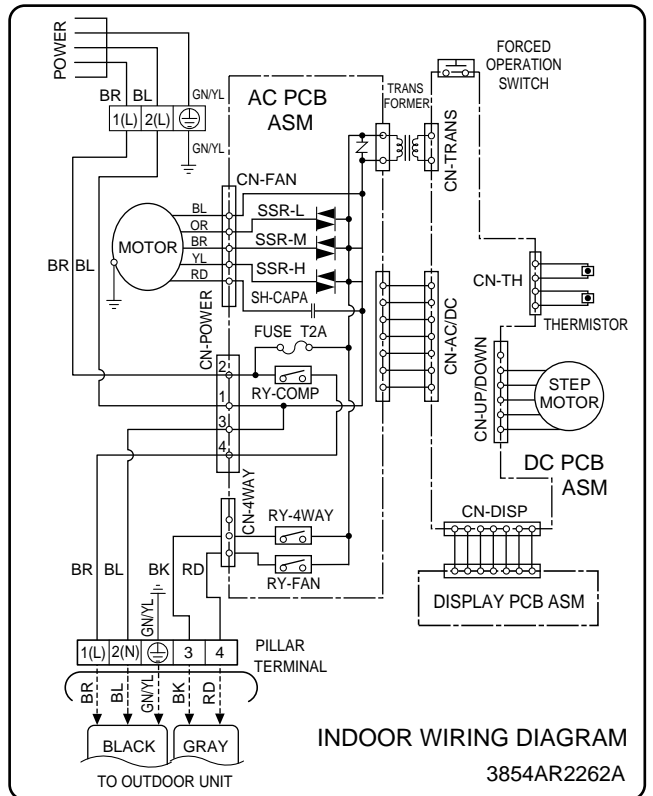 POWER
BR BL GN/YL
1(L) 2(L)
GN/YL
AC PCB
ASM
TRANS
FORMER
FORCED
OPERATION
SWITCH
CN-TRANS
CN-FAN
BL
OR
BR
YL
RD
MOTOR
SSR-L
SSR-M
SSR-H
SH-CAPA
BR BL
CN-POWER
FUSE T2A
2
RY-COMP
1
3
4
CN-AC/DC
CN-TH
THERMISTOR
CN-UP/DOWN
STEP
MOTOR
DC PCB
ASM
CN-4WAY
RY-4WAY
RY-FAN
CN-DISP
DISPLAY PCB ASM
BR BL BK RD
GN/YL
1(L) 2(N) 3 4
PILLAR
TERMINAL
BR BL GN/YL BK RD
BLACK GRAY
TO OUTDOOR UNIT
INDOOR WIRING DIAGRAM
3854AR2262A